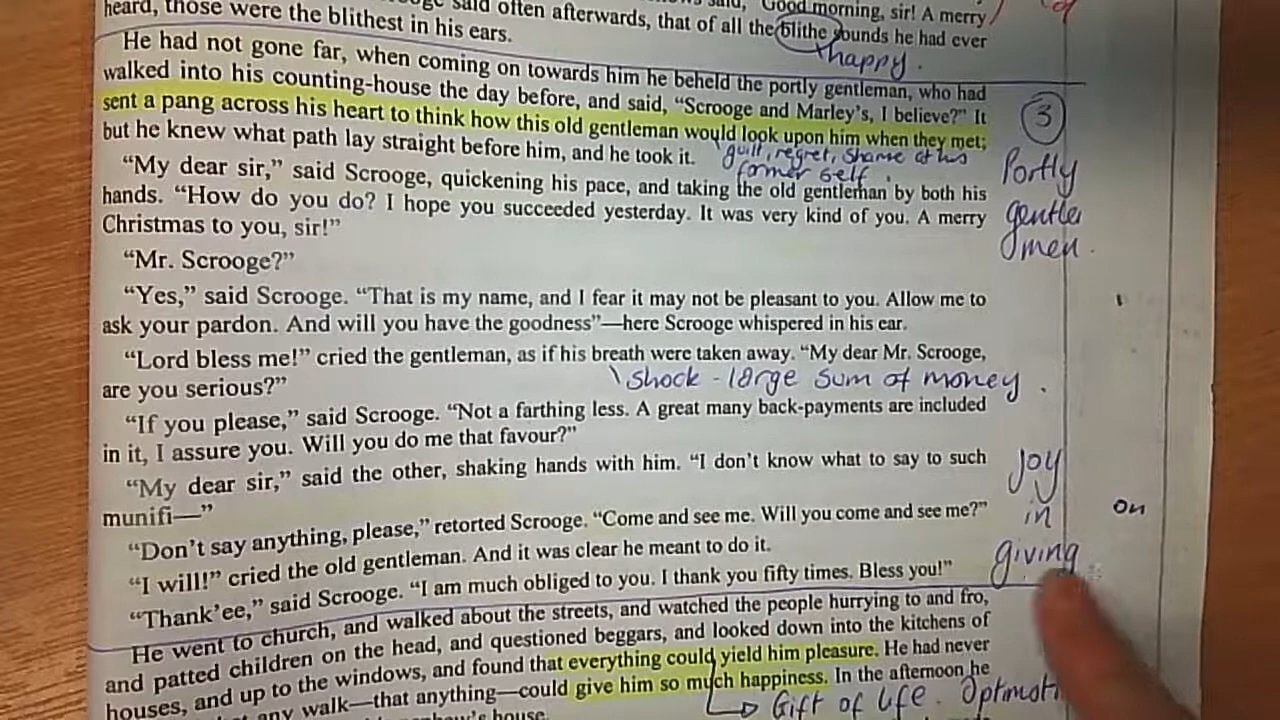 heard, those were the blithest in his ears.
said often afterwards, that of all the blithe sounds he had ever
said, "Good morning, sir! A merry
happy.
He had not gone far, when coming on towards him he beheld the portly gentleman, who had
walked into his counting-house the day before, and said, “Scrooge and Marley’s, I believe?” It
sent a pang across his heart to think how this old gentleman would look upon him when they met;
but he knew what path lay straight before him, and he took it.
guilt, regret, shame at his
former self.
3
Portly
gentle
men.
“My dear sir,” said Scrooge, quickening his pace, and taking the old gentleman by both his
hands. “How do you do? I hope you succeeded yesterday. It was very kind of you. A merry
Christmas to you, sir!”
“Mr. Scrooge?”
“Yes,” said Scrooge. “That is my name, and I fear it may not be pleasant to you. Allow me to
ask your pardon. And will you have the goodness”—here Scrooge whispered in his ear.
“Lord bless me!” cried the gentleman, as if his breath were taken away. “My dear Mr. Scrooge,
are you serious?”
shock - large sum of money.
“If you please,” said Scrooge. “Not a farthing less. A great many back-payments are included
in it, I assure you. Will you do me that favour?”
“My dear sir,” said the other, shaking hands with him. “I don’t know what to say to such
munifi—”
“Don’t say anything, please,” retorted Scrooge. “Come and see me. Will you come and see me?”
“I will!” cried the old gentleman. And it was clear he meant to do it.
“Thank’ee,” said Scrooge. “I am much obliged to you. I thank you fifty times. Bless you!”
Joy
in
giving
on
He went to church, and walked about the streets, and watched the people hurrying to and fro,
and patted children on the head, and questioned beggars, and looked down into the kitchens of
houses, and up to the windows, and found that everything could yield him pleasure. He had never
any walk—that anything—could give him so much happiness. In the afternoon he
house.
Gift of life.